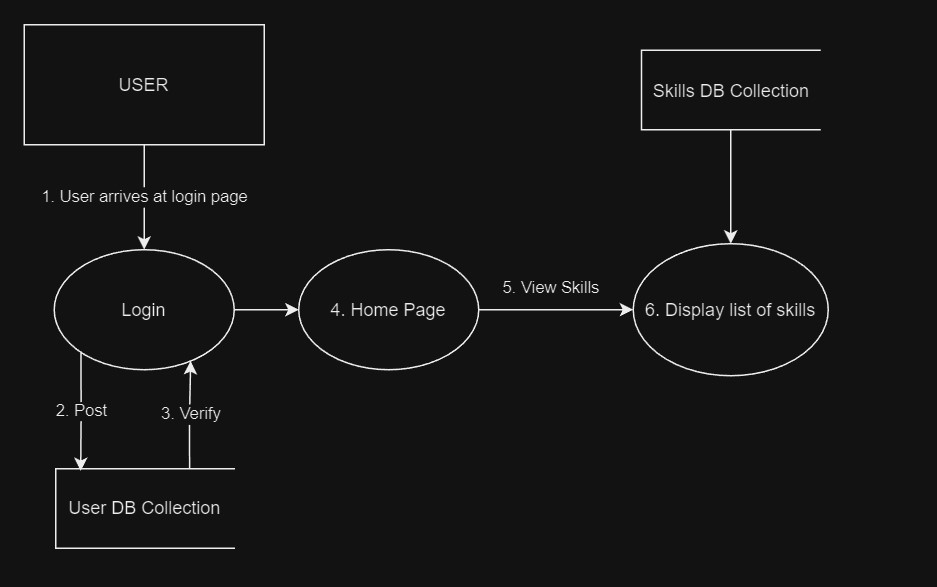 USER
Skills DB Collection
1. User arrives at login page
5. View Skills
Login
4. Home Page
6. Display list of skills
2. Post
3. Verify
User DB Collection